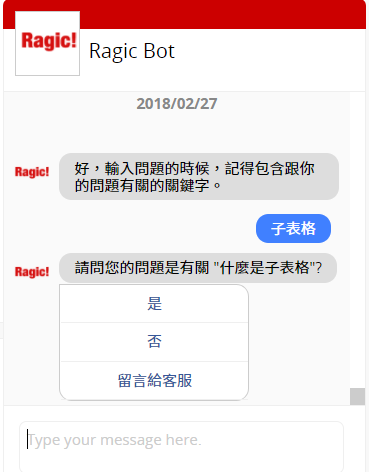 Ragic!
Ragic Bot
2018/02/27
Ragic!
好，輸入問題的時候，記得包含跟你
的問題有關的關鍵字。
子表格
Ragic!
請問您的問題是有關 "什麼是子表格"?
是
否
留言給客服
Type your message here.